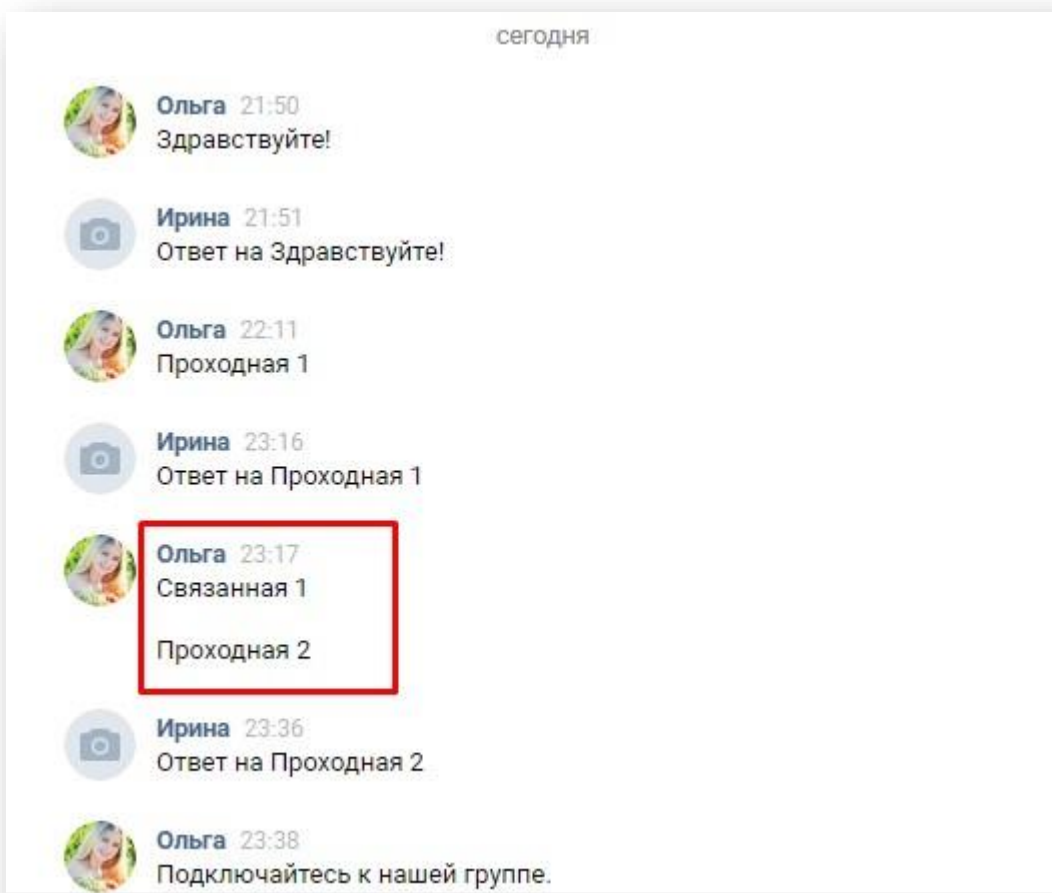 сегодня
Ольга 21:50
Здравствуйте!
Ирина 21:51
Ответ на Здравствуйте!
Ольга 22:11
Проходная 1
Ирина 23:16
Ответ на Проходная 1
Ольга 23:17
Связанная 1
Проходная 2
Ирина 23:36
Ответ на Проходная 2
Ольга 23:38
Подключайтесь к нашей группе.